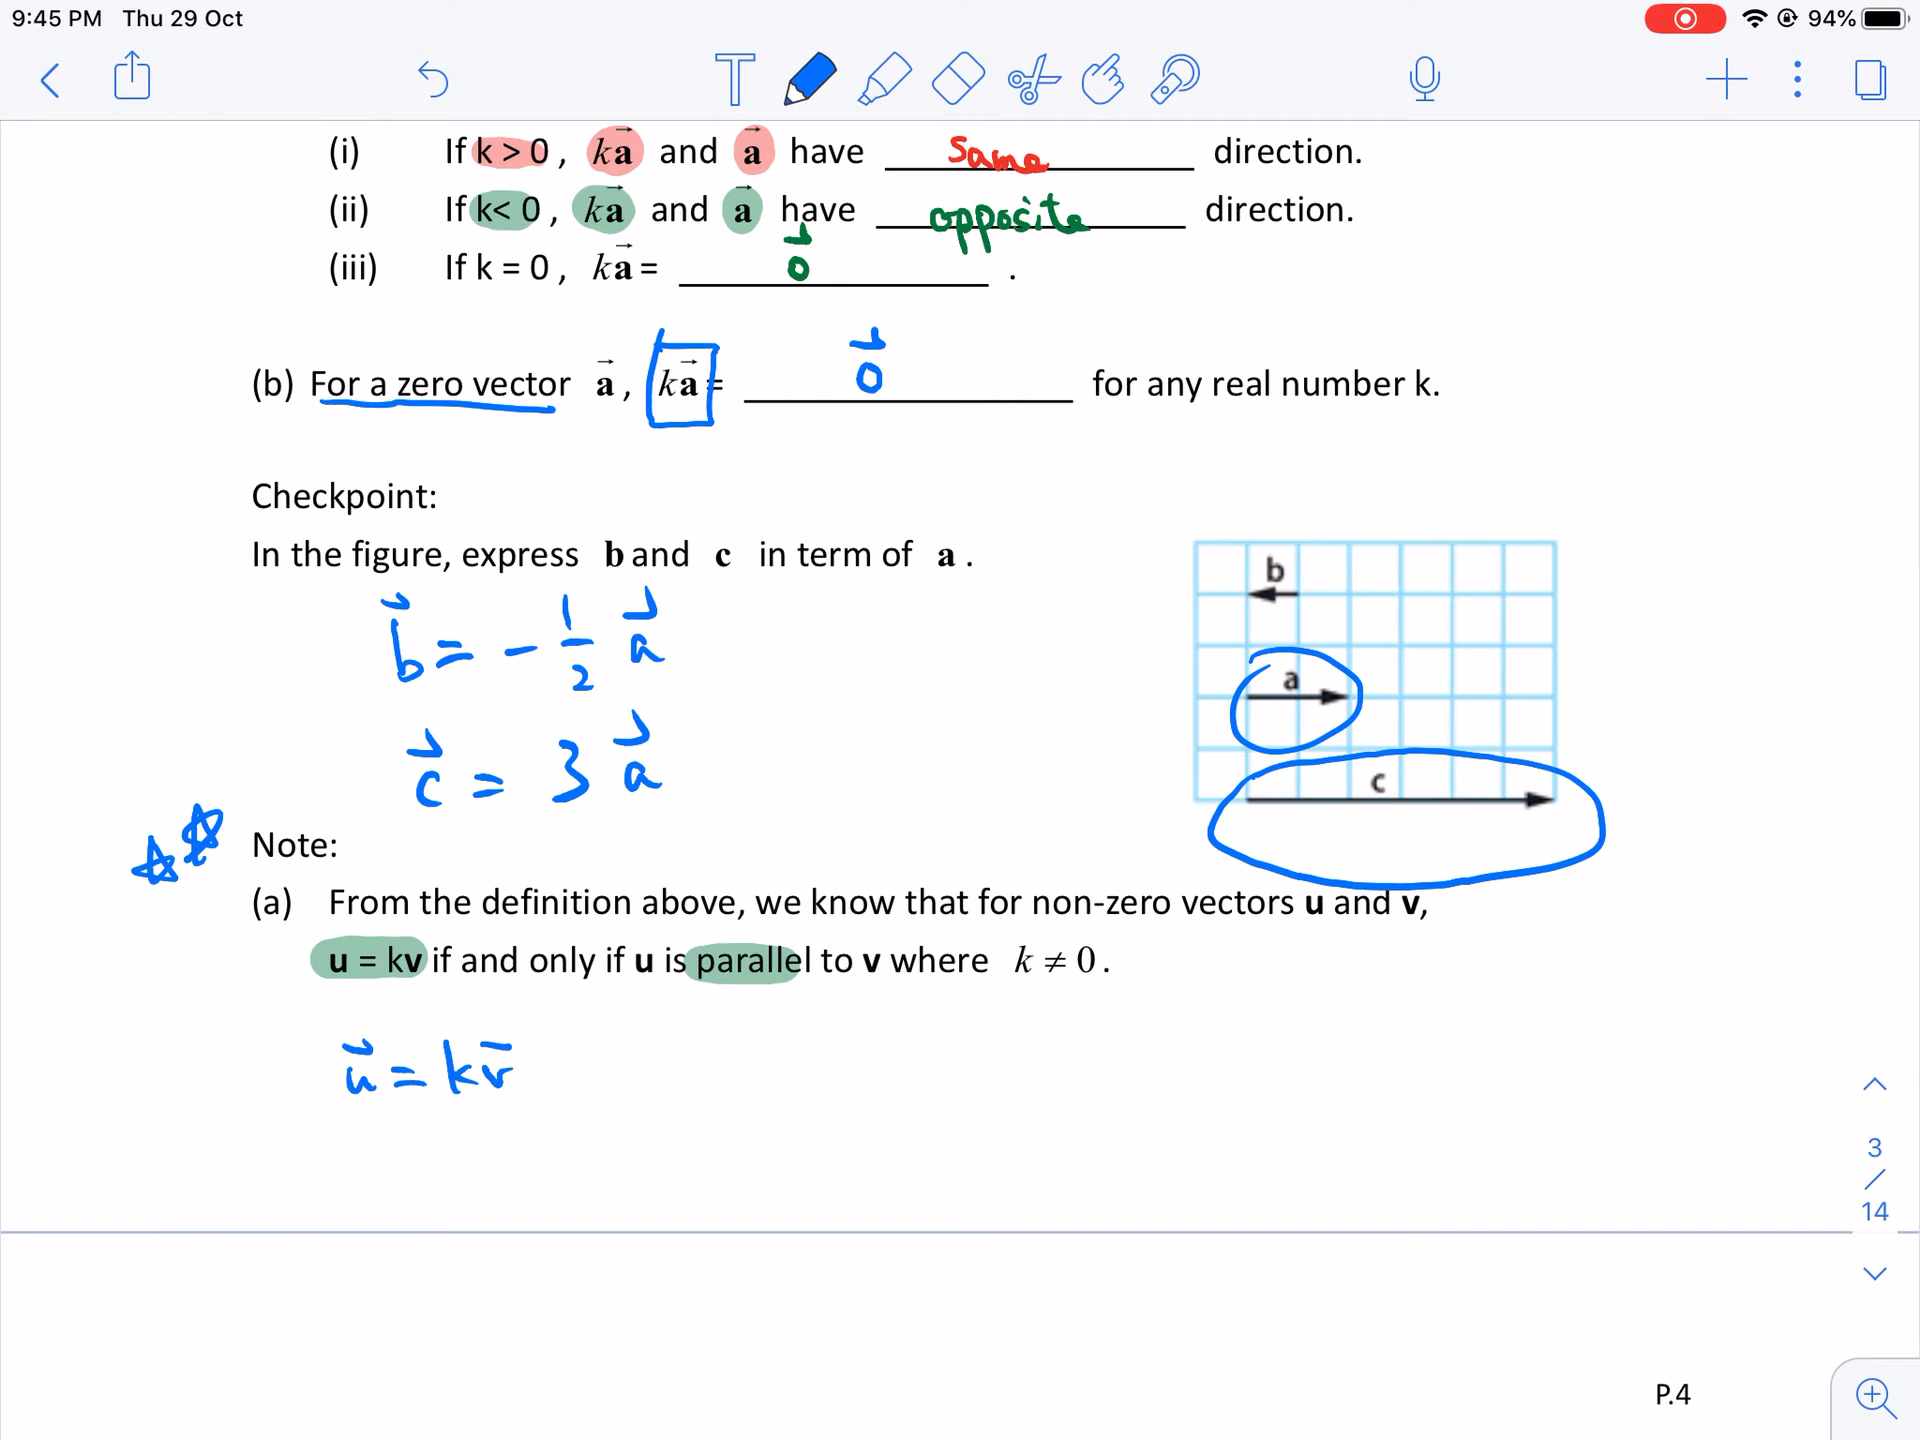 9:45 PM Thu 29 Oct 94%
T
(i) If k > 0 , ka⃗ and a⃗ have same direction.
(ii) If k< 0 , ka⃗ and a⃗ have opposite direction.
(iii) If k = 0 , ka⃗ = 0⃗ .
(b) For a zero vector a⃗ , ka⃗ = 0⃗ for any real number k.
Checkpoint:
In the figure, express b and c in term of a .
b⃗ = - 1/2 a⃗
c⃗ = 3 a⃗
b
a
c
Note:
(a) From the definition above, we know that for non-zero vectors u and v,
u = kv if and only if u is parallel to v where k ≠ 0 .
u⃗ = kv̄
3
/
14
P.4